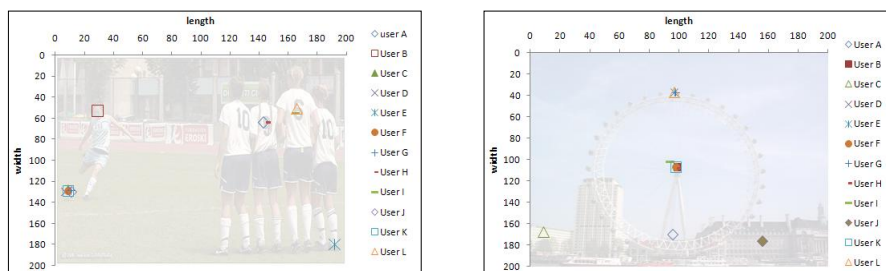 length
0 20 40 60 80 100 120 140 160 180 200
width
0
20
40
60
80
100
120
140
160
180
200
10
10
user A
User B
User C
User D
User E
User F
User G
User H
User I
User J
User K
User L
length
0 20 40 60 80 100 120 140 160 180 200
width
0
20
40
60
80
100
120
140
160
180
200
User A
User B
User C
User D
User E
User F
User G
User H
User I
User J
User K
User L